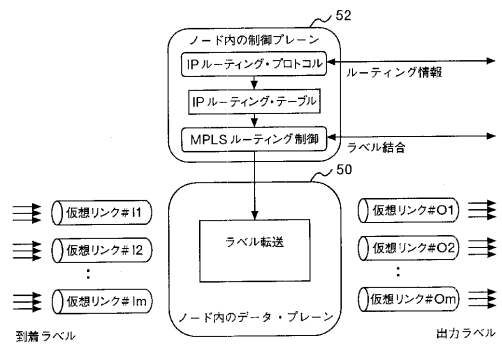 52
ノード内の制御プレーン
IPルーティング・プロトコル
ルーティング情報
IPルーティング・テーブル
MPLSルーティング制御
ラベル結合
50
仮想リンク#I1
仮想リンク#O1
ラベル転送
仮想リンク#I2
仮想リンク#O2
:
:
仮想リンク#Im
仮想リンク#Om
ノード内のデータ・プレーン
到着ラベル
出力ラベル